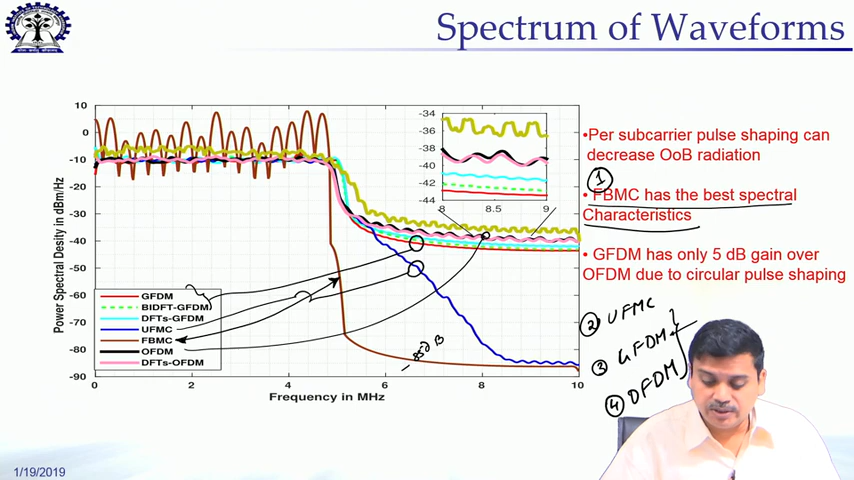 Spectrum of Waveforms
10
0
-10
-20
-30
-40
-50
-60
-70
-80
-90
0
2
4
6
8
10
Power Spectral Desity in dBm/Hz
Frequency in MHz
-34
-36
-38
-40
-42
-44
8
8.5
9
GFDM
BIDFT-GFDM
DFTs-GFDM
UFMC
FBMC
OFDM
DFTs-OFDM
-85dB
•Per subcarrier pulse shaping can
decrease OoB radiation
1
• FBMC has the best spectral
Characteristics
• GFDM has only 5 dB gain over
OFDM due to circular pulse shaping
2 UFMC
3 GFDM
4 OFDM
1/19/2019